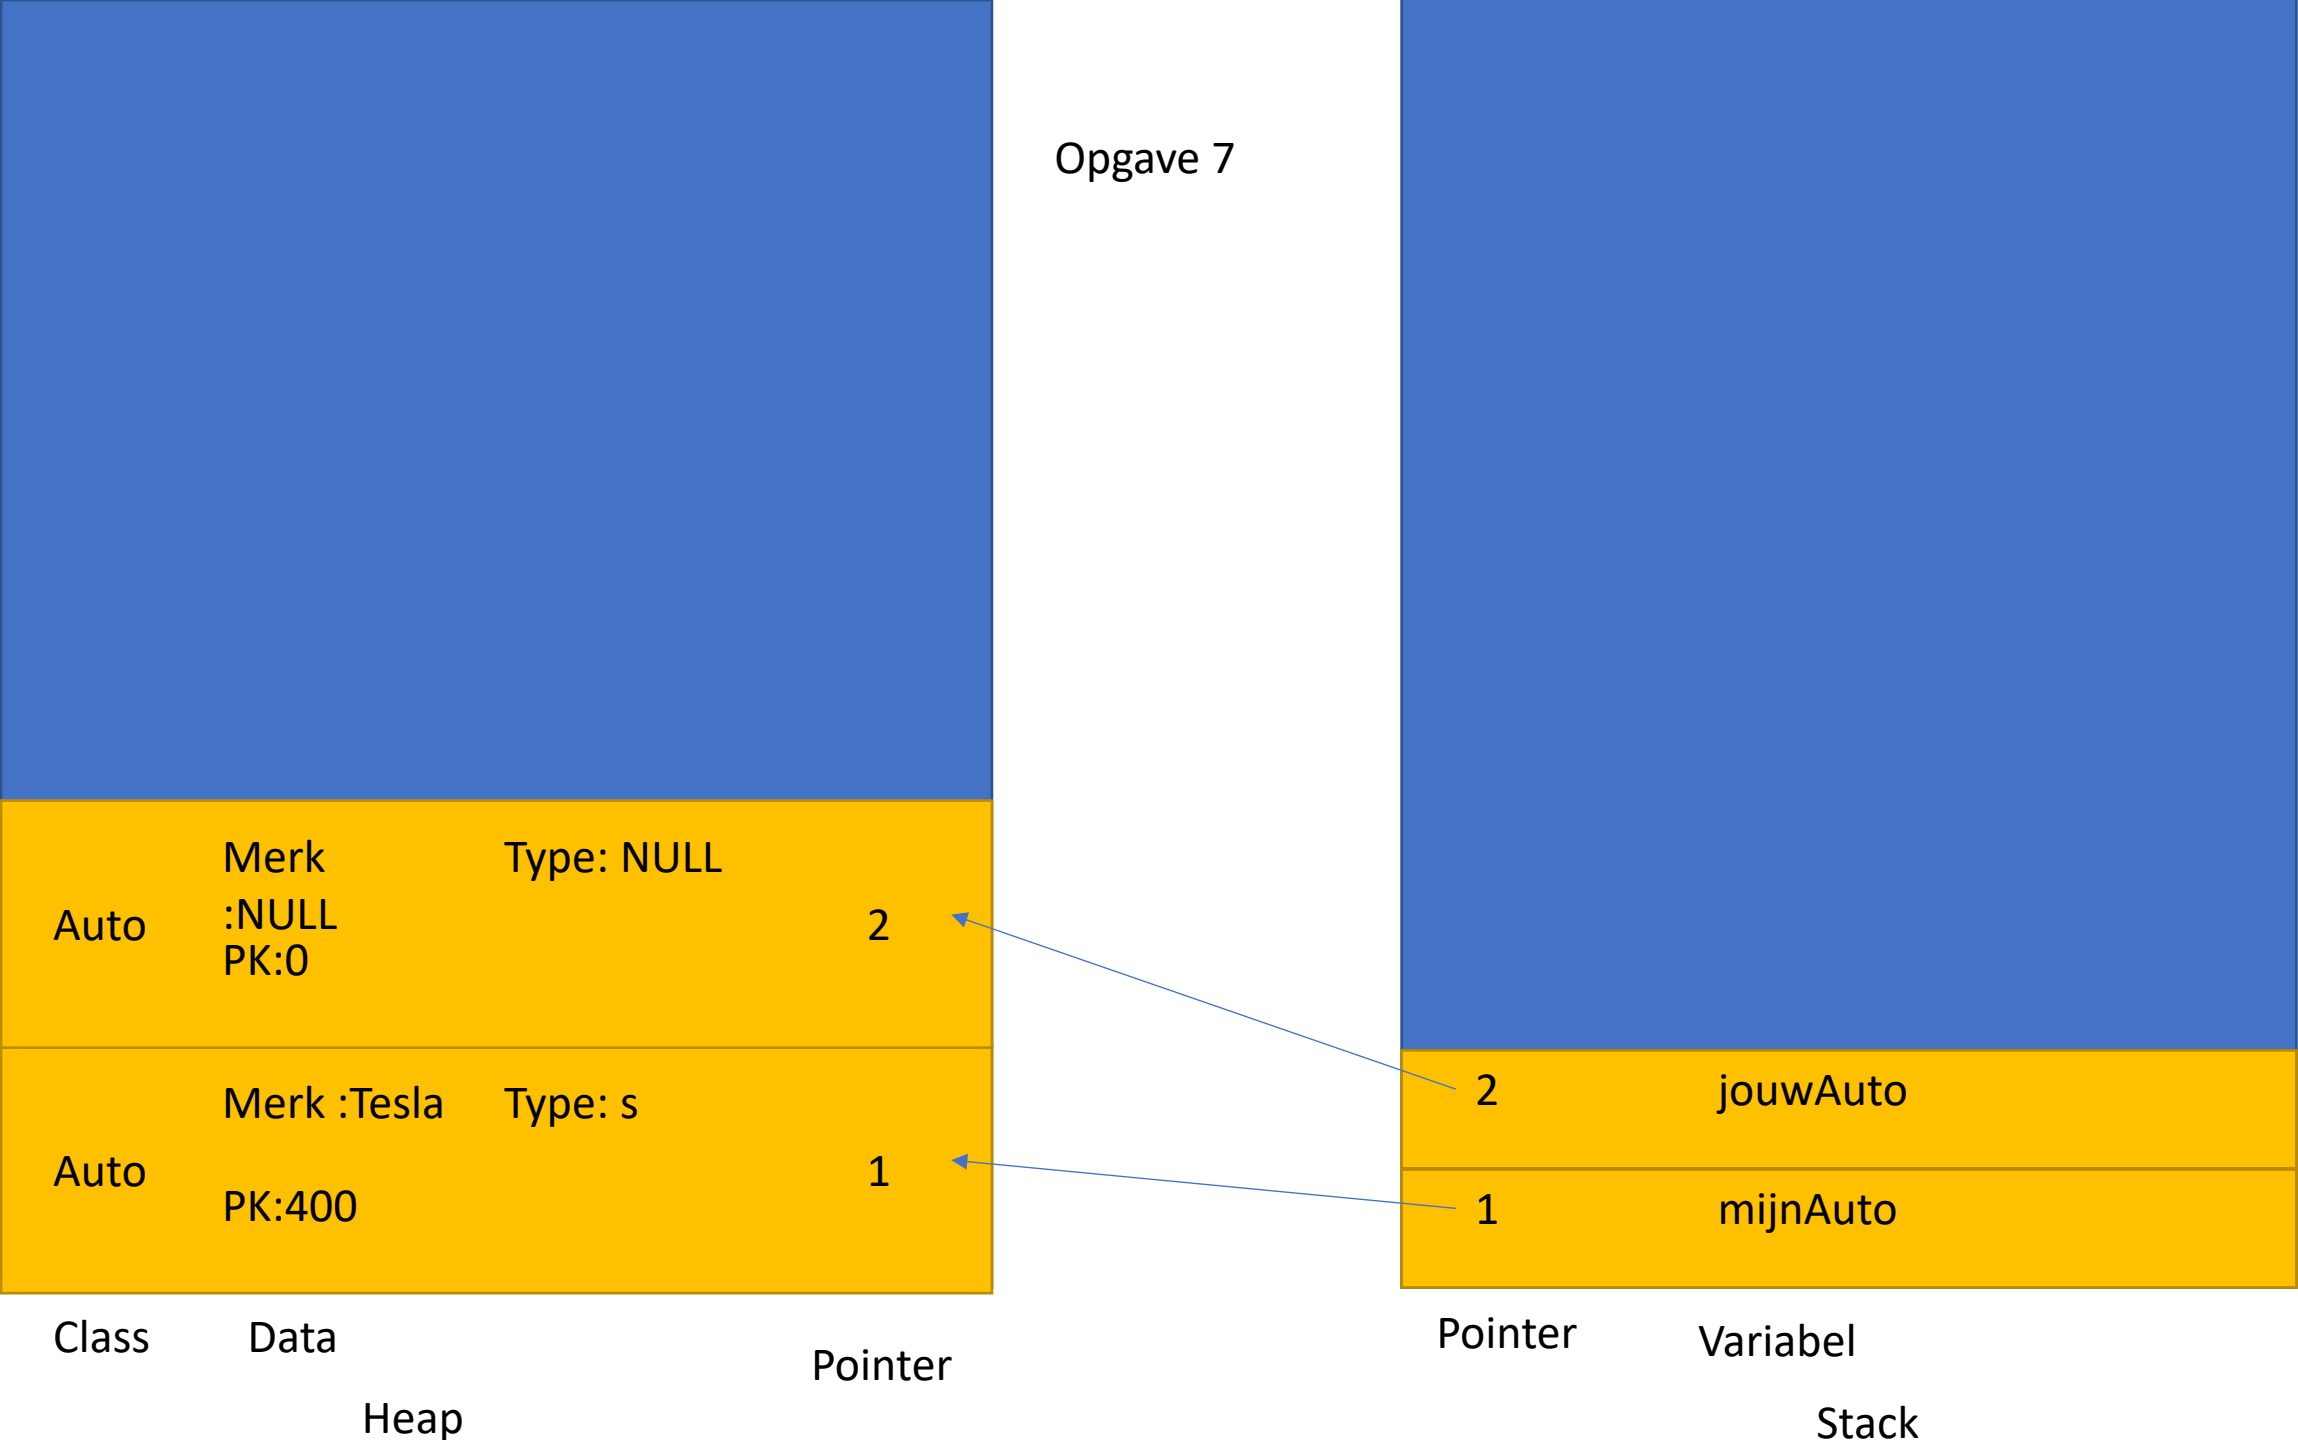 Opgave 7
Merk
:NULL
PK:0
Type: NULL
Auto
2
Merk :Tesla
Type: s
Auto
PK:400
1
2
jouwAuto
1
mijnAuto
Class
Data
Pointer
Heap
Pointer
Variabel
Stack